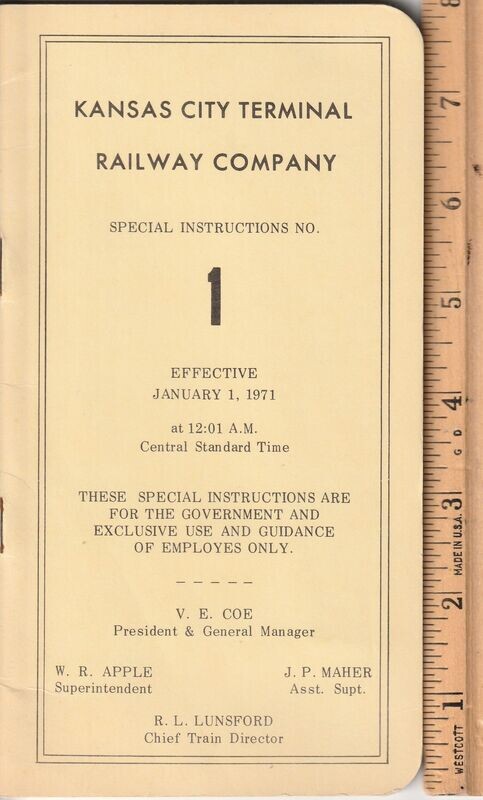 KANSAS CITY TERMINAL
RAILWAY COMPANY
SPECIAL INSTRUCTIONS NO.
1
EFFECTIVE
JANUARY 1, 1971
at 12:01 A.M.
Central Standard Time
THESE SPECIAL INSTRUCTIONS ARE
FOR THE GOVERNMENT AND
EXCLUSIVE USE AND GUIDANCE
OF EMPLOYES ONLY.
- - - - -
V. E. COE
President & General Manager
W. R. APPLE
Superintendent
J. P. MAHER
Asst. Supt.
R. L. LUNSFORD
Chief Train Director
WESTCOTT
1
2
MADE IN U.S.A.
3
G D
4
5
6
7
8